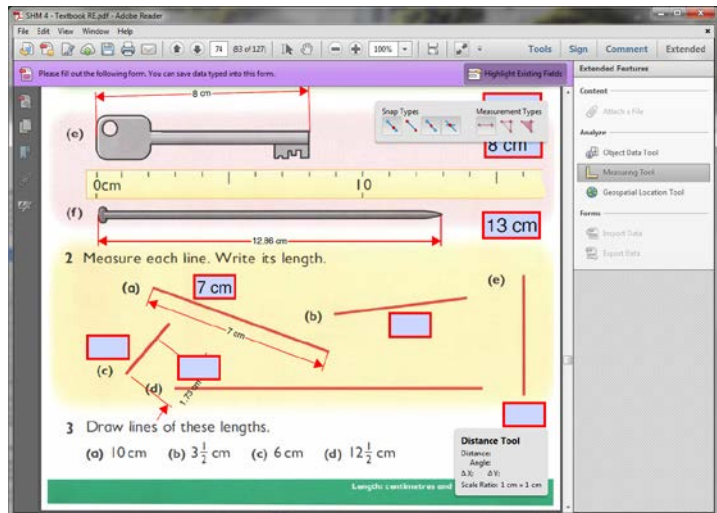 SHM 4 - Textbook RE.pdf - Adobe Reader
File Edit View Window Help
74 (83 of 127) 100% Tools Sign Comment Extended
Please fill out the following form. You can save data typed into this form.
Highlight Existing Fields
Extended Features
Content
Attach a File
Analyze
Object Data Tool
Measuring Tool
Geospatial Location Tool
Forms
Import Data
Export Data
Snap Types Measurement Types
8 cm
(e)
8 cm
0cm 10
(f)
12.86 cm
13 cm
2 Measure each line. Write its length.
(a) 7 cm
7 cm
(b)
(e)
(c)
1.73 cm
(d)
3 Draw lines of these lengths.
(a) 10 cm (b) 3 1/2 cm (c) 6 cm (d) 12 1/2 cm
Length: centimetres and
Distance Tool
Distance:
Angle:
Δ X: Δ Y:
Scale Ratio: 1 cm = 1 cm